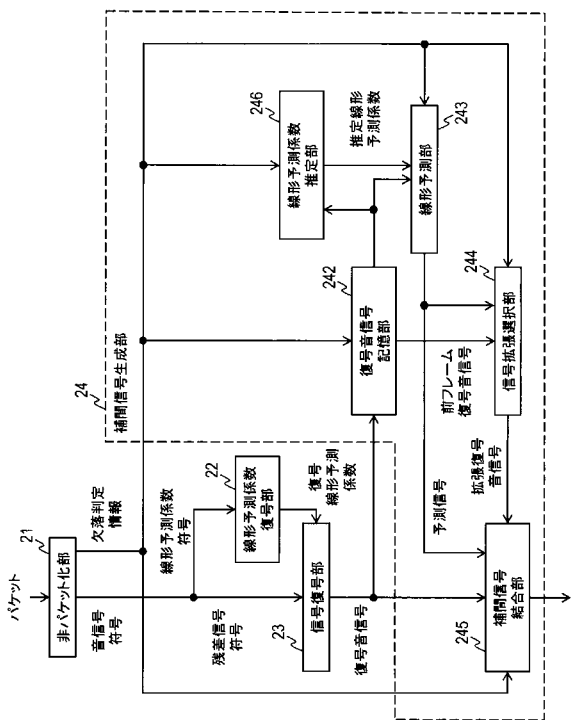 パケット
21
非パケット化部
音信号
符号
欠落判定
情報
線形予測係数
符号
残差信号
符号
22
線形予測係数
復号部
復号
線形予測
係数
23
信号復号部
復号音信号
24
補間信号生成部
246
線形予測係数
推定部
推定線形
予測係数
242
復号音信号
記憶部
243
線形予測部
前フレーム
復号音信号
244
信号拡張選択部
予測信号
拡張復号
音信号
245
補間信号
結合部